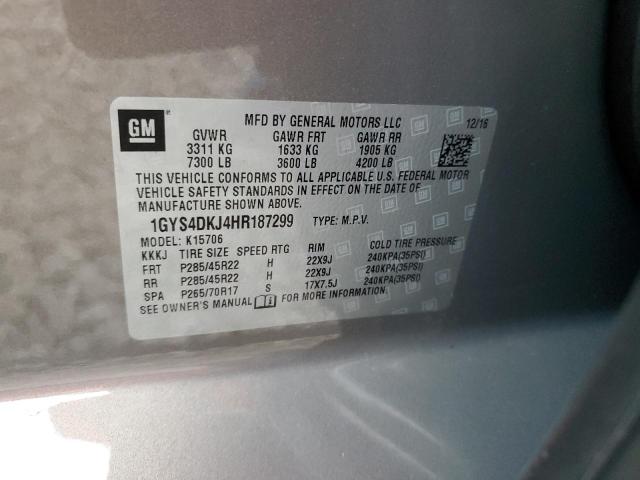 GM
MFD BY GENERAL MOTORS LLC 12/16
GVWR GAWR FRT GAWR RR
3311 KG 1633 KG 1905 KG
7300 LB 3600 LB 4200 LB
THIS VEHICLE CONFORMS TO ALL APPLICABLE U.S. FEDERAL MOTOR
VEHICLE SAFETY STANDARDS IN EFFECT ON THE DATE OF
MANUFACTURE SHOWN ABOVE.
1GYS4DKJ4HR187299 TYPE: M.P.V.
MODEL: K15706
KKKJ TIRE SIZE SPEED RTG RIM COLD TIRE PRESSURE
FRT P285/45R22 H 22X9J 240KPA(35PSI)
RR P285/45R22 H 22X9J 240KPA(35PSI)
SPA P265/70R17 S 17X7.5J 240KPA(35PSI)
SEE OWNER'S MANUAL i FOR MORE INFORMATION.